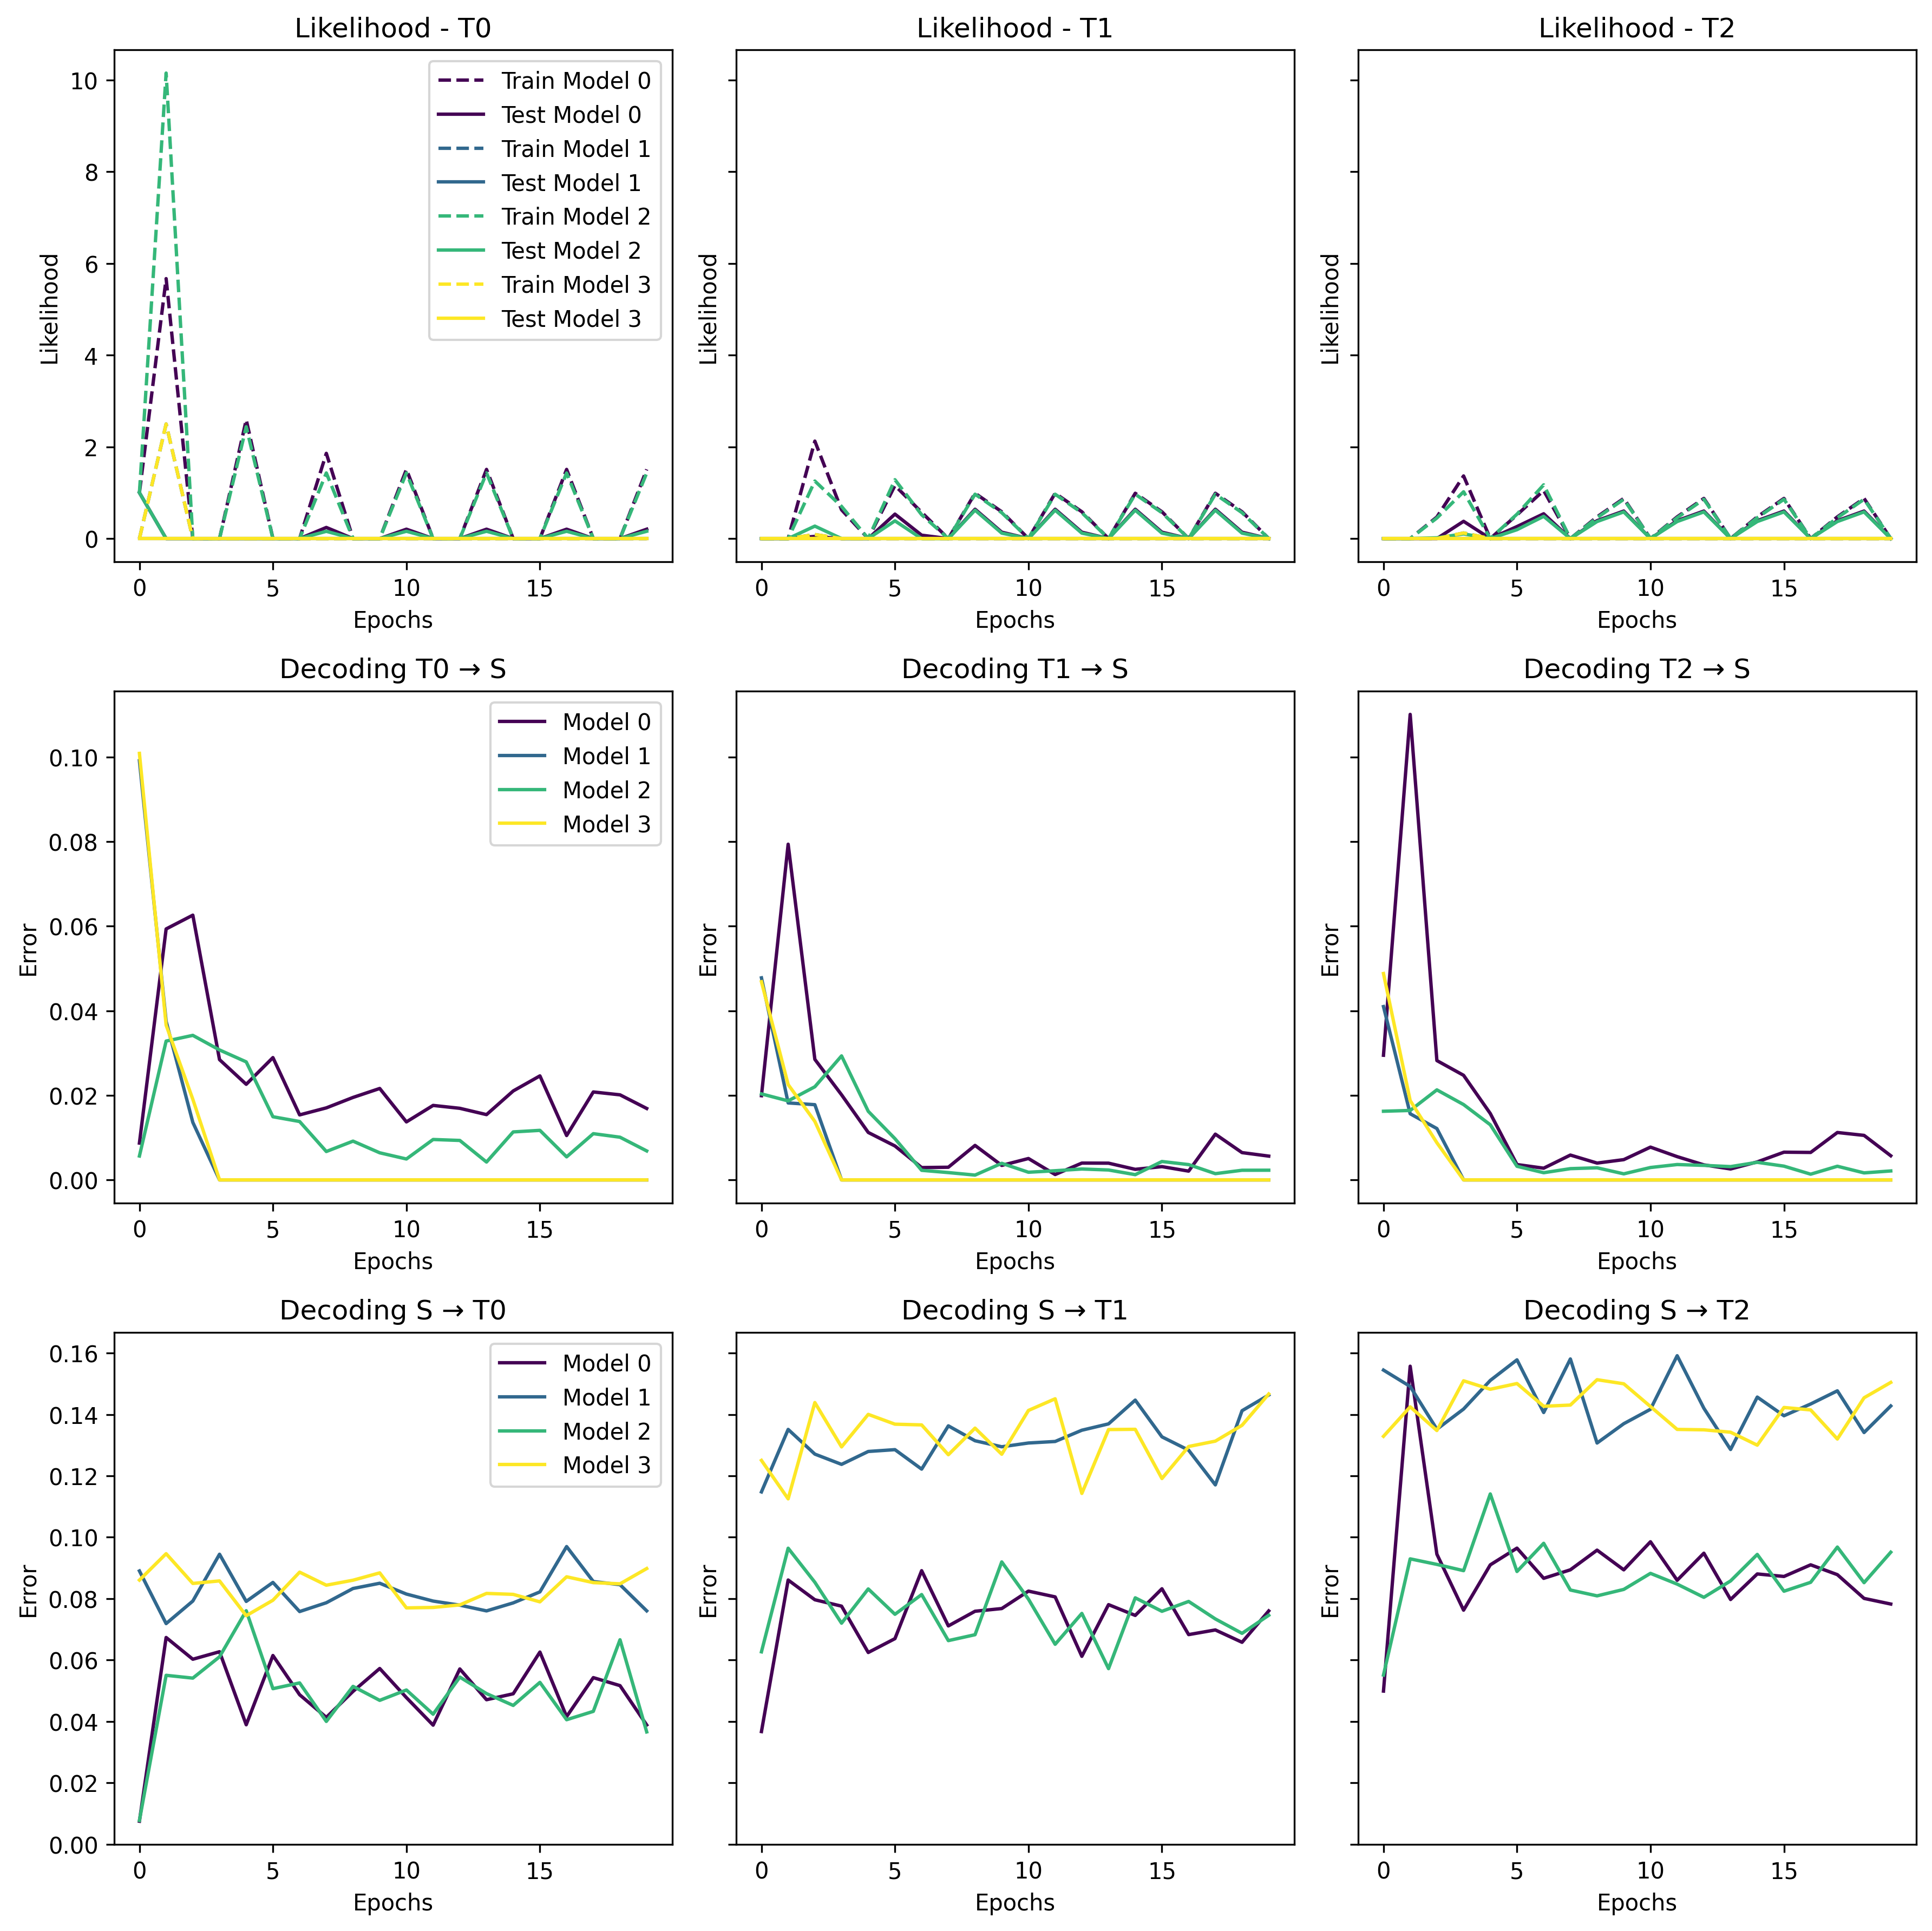 Likelihood - T0
10
8
6
4
2
0
Likelihood
Train Model 0
Test Model 0
Train Model 1
Test Model 1
Train Model 2
Test Model 2
Train Model 3
Test Model 3
0 5 10 15
Epochs
Likelihood - T1
Likelihood
0 5 10 15
Epochs
Likelihood - T2
Likelihood
0 5 10 15
Epochs
Decoding T0 → S
0.10
0.08
0.06
0.04
0.02
0.00
Error
Model 0
Model 1
Model 2
Model 3
0 5 10 15
Epochs
Decoding T1 → S
Error
0 5 10 15
Epochs
Decoding T2 → S
Error
0 5 10 15
Epochs
Decoding S → T0
0.16
0.14
0.12
0.10
0.08
0.06
0.04
0.02
0.00
Error
Model 0
Model 1
Model 2
Model 3
0 5 10 15
Epochs
Decoding S → T1
Error
0 5 10 15
Epochs
Decoding S → T2
Error
0 5 10 15
Epochs